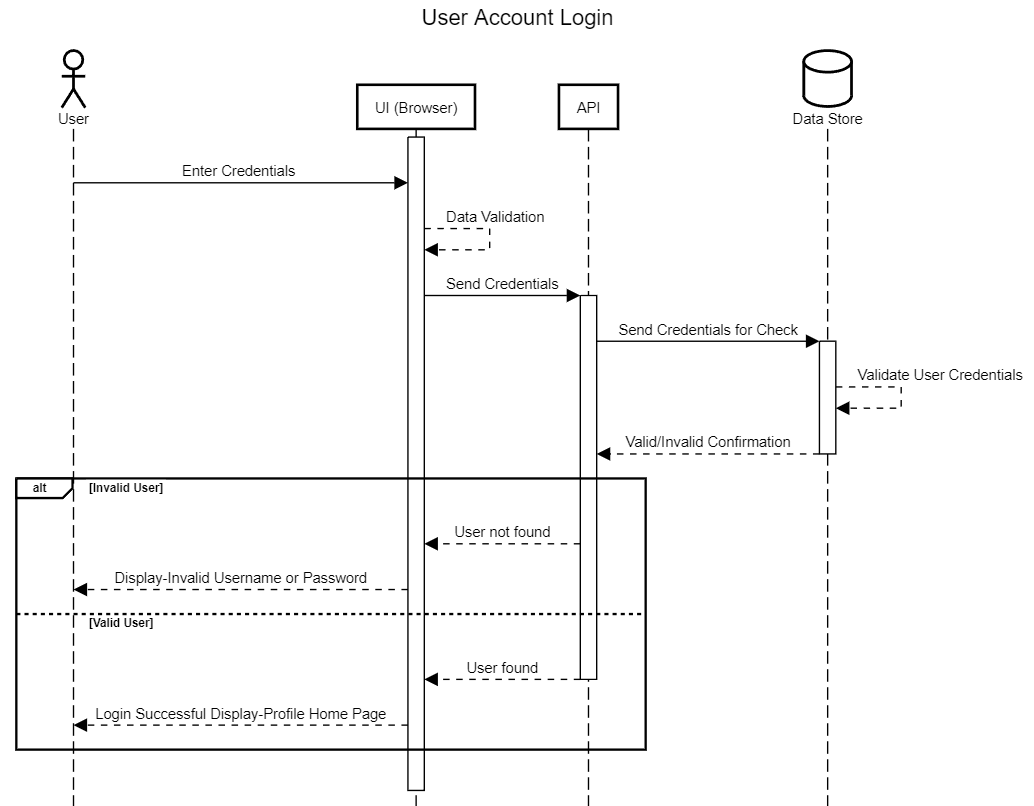 User Account Login
User
UI (Browser)
API
Data Store
Enter Credentials
Data Validation
Send Credentials
Send Credentials for Check
Validate User Credentials
Valid/Invalid Confirmation
alt
[Invalid User]
User not found
Display-Invalid Username or Password
[Valid User]
User found
Login Successful Display-Profile Home Page